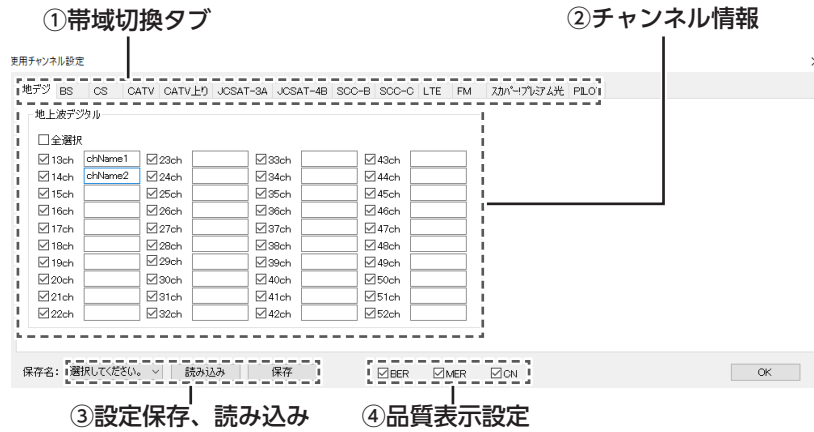 ①帯域切換タブ
②チャンネル情報
使用チャンネル設定
地デジ BS CS CATV CATV上り JCSAT-3A JCSAT-4B SCC-B SCC-C LTE FM スカパー!プレミアム光 PILOT
地上波デジタル
全選択
13ch chName1 23ch 33ch 43ch
14ch chName2 24ch 34ch 44ch
15ch 25ch 35ch 45ch
16ch 26ch 36ch 46ch
17ch 27ch 37ch 47ch
18ch 28ch 38ch 48ch
19ch 29ch 39ch 49ch
20ch 30ch 40ch 50ch
21ch 31ch 41ch 51ch
22ch 32ch 42ch 52ch
保存名: 選択してください。 読み込み 保存 BER MER CN OK
③設定保存、読み込み
④品質表示設定